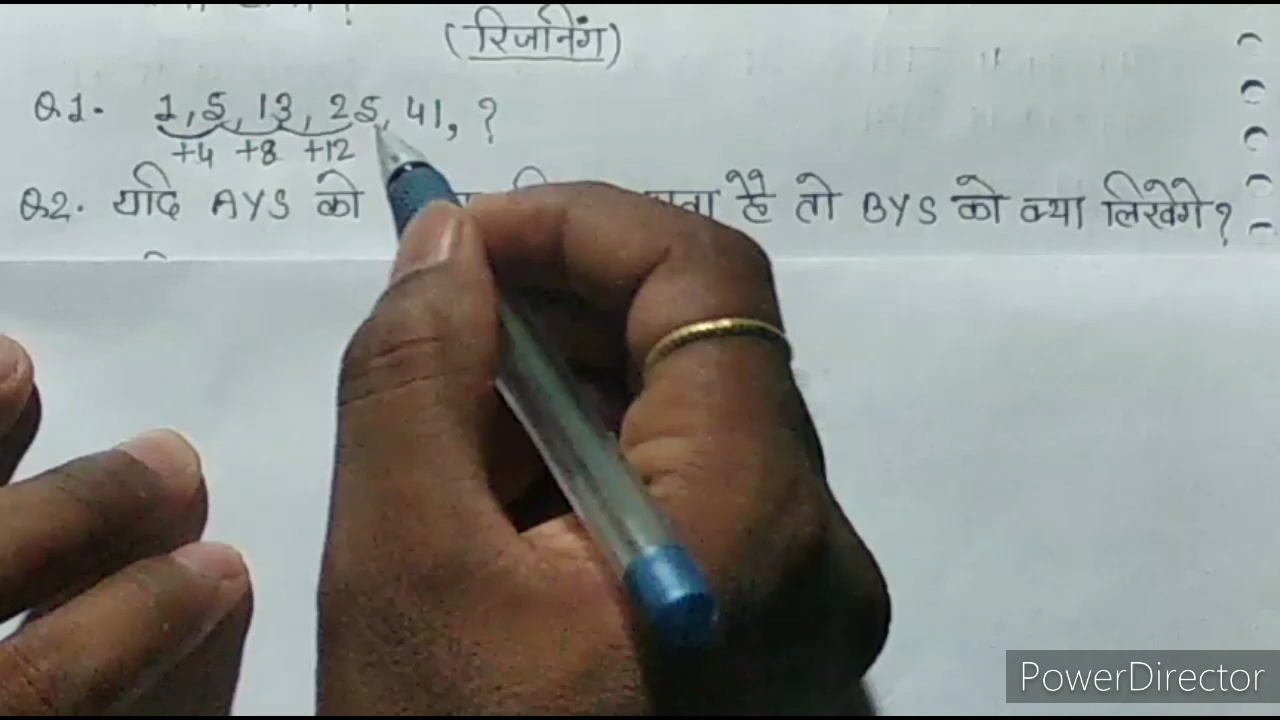 (रिजनिंग)
Q1. 1, 5, 13, 25, 41, ?
+4 +8 +12
Q2. यदि AYS को है तो BYS को क्या लिखेगे?
PowerDirector